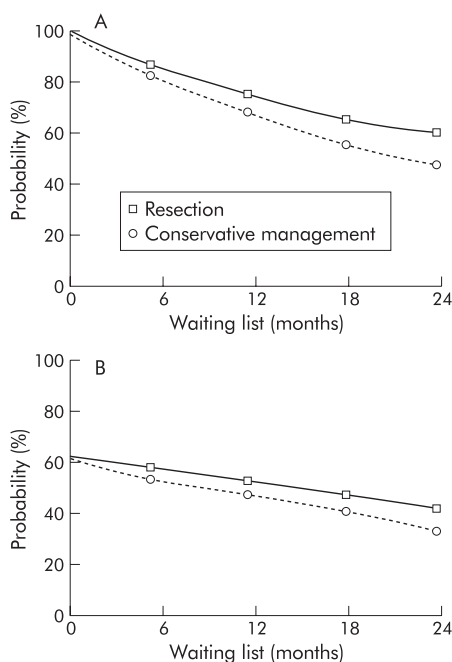 A
100
80
60
40
20
0
Probability (%)
Resection
Conservative management
0 6 12 18 24
Waiting list (months)
B
100
80
60
40
20
0
Probability (%)
0 6 12 18 24
Waiting list (months)